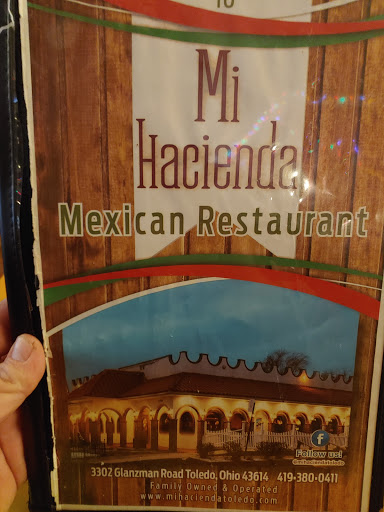 TO
Mi
Hacienda
Mexican Restaurant
Follow us!
3302 Glanzman Road Toledo, Ohio 43614 419-380-0411
Family Owned & Operated
www.mihaciendatoledo.com